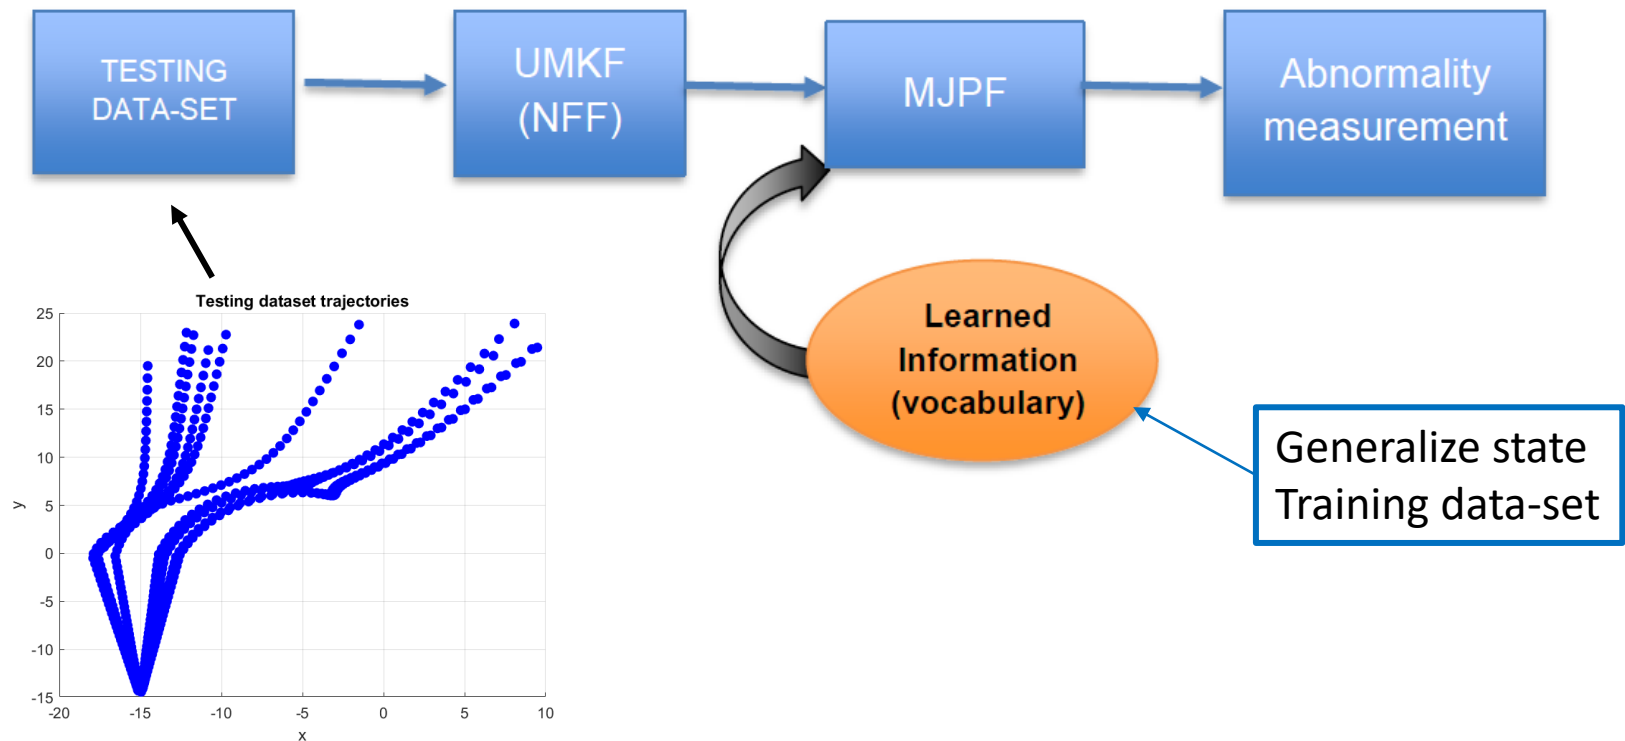 TESTING
DATA-SET
UMKF
(NFF)
MJPF
Abnormality
measurement
Learned
Information
(vocabulary)
Generalize state
Training data-set
Testing dataset trajectories
25
20
15
10
5
0
-5
-10
-15
y
-20 -15 -10 -5 0 5 10
x